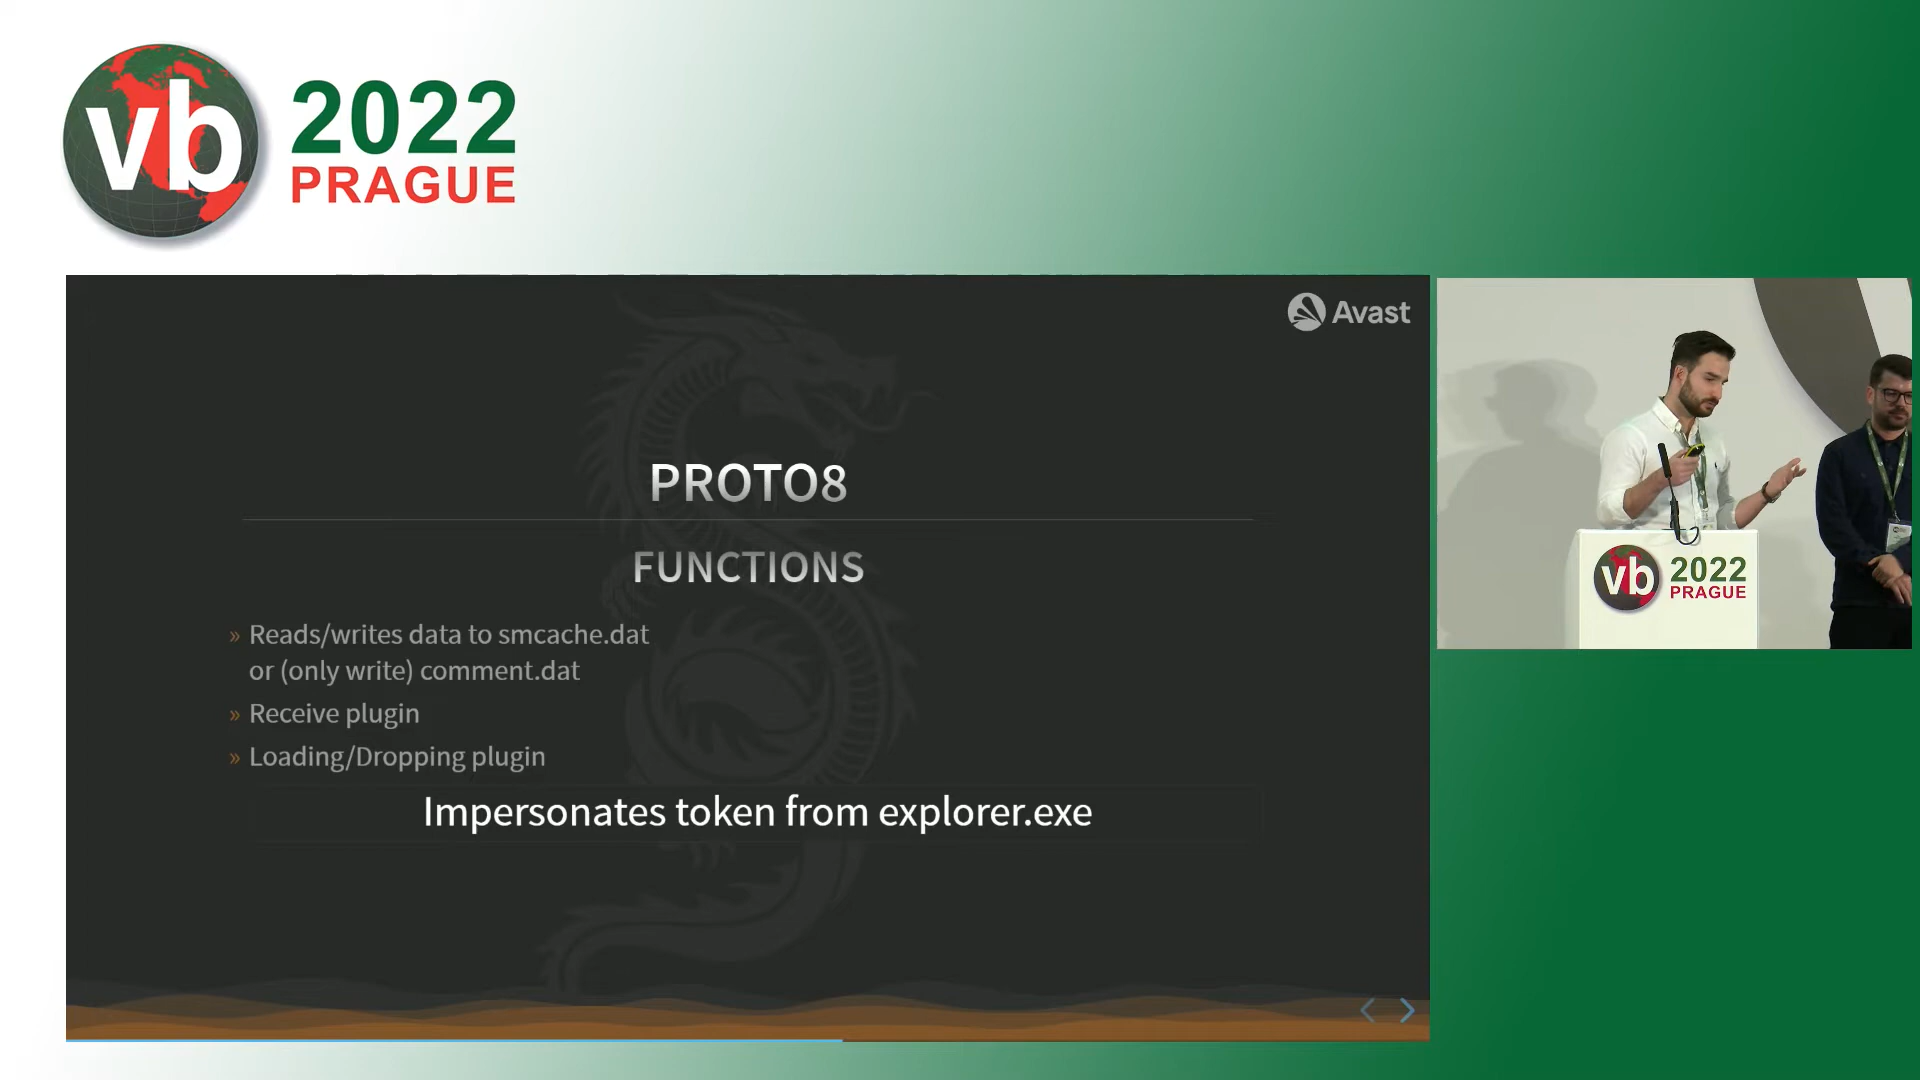 vb
2022
PRAGUE
Avast
PROTO8
FUNCTIONS
» Reads/writes data to smcache.dat
or (only write) comment.dat
» Receive plugin
» Loading/Dropping plugin
Impersonates token from explorer.exe
vb
2022
PRAGUE